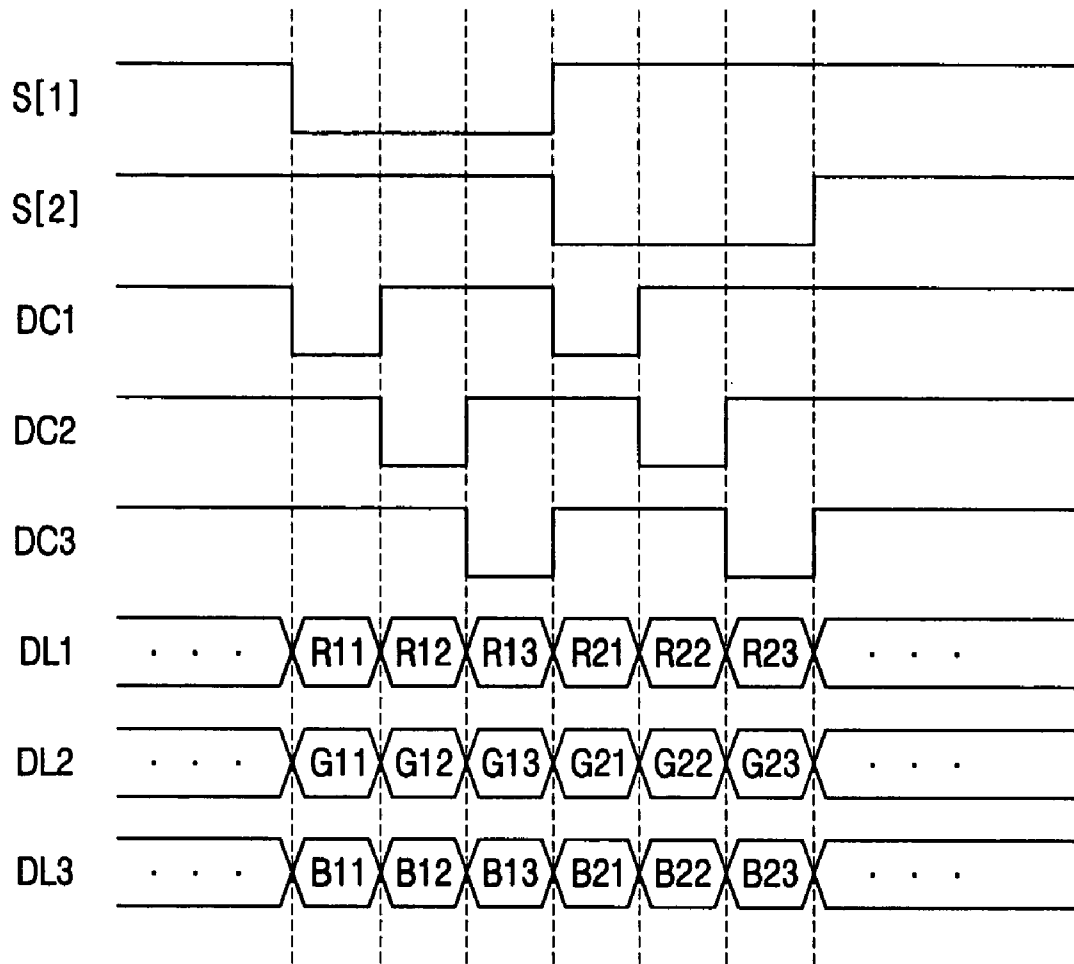 S[1]
S[2]
DC1
DC2
DC3
DL1 · · · R11 R12 R13 R21 R22 R23 · · ·
DL2 · · · G11 G12 G13 G21 G22 G23 · · ·
DL3 · · · B11 B12 B13 B21 B22 B23 · · ·